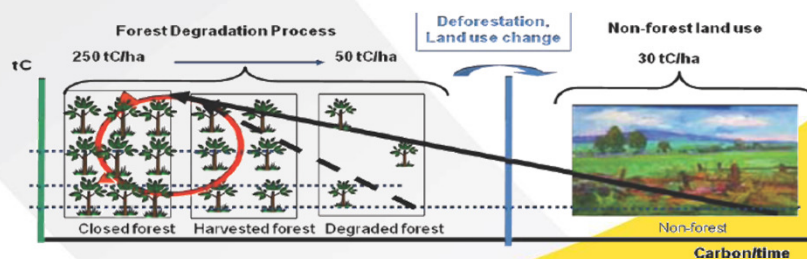 Forest Degradation Process
Deforestation,
Land use change
Non-forest land use
250 tC/ha
50 tC/ha
30 tC/ha
tC
Closed forest
Harvested forest
Degraded forest
Non-forest
Carbon/time